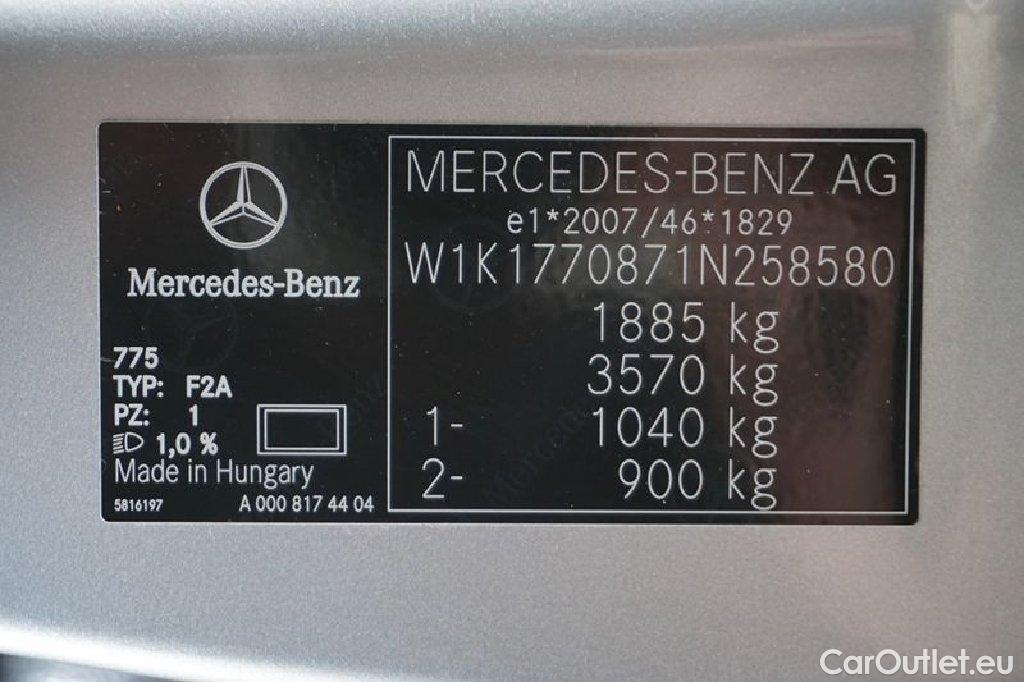 Mercedes-Benz
775
TYP: F2A
PZ: 1
1,0 %
Made in Hungary
5816197 A 000 817 44 04
MERCEDES-BENZ AG
e1*2007/46*1829
W1K1770871N258580
1885 kg
3570 kg
1- 1040 kg
2- 900 kg
CarOutlet.eu